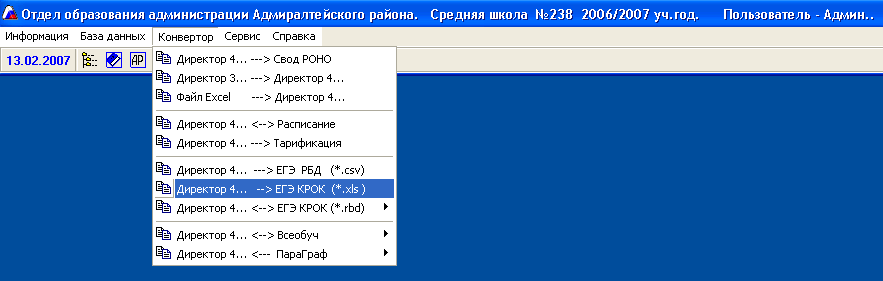 Отдел образования администрации Адмиралтейского района. Средняя школа №238 2006/2007 уч.год. Пользователь - Админ..
Информация База данных Конвертор Сервис Справка
13.02.2007 АР
Директор 4... ---> Свод РОНО
Директор 3... ---> Директор 4...
Файл Excel ---> Директор 4...
Директор 4... <--> Расписание
Директор 4... ---> Тарификация
Директор 4... ---> ЕГЭ РБД (*.csv)
Директор 4... --> ЕГЭ КРОК (*.xls )
Директор 4... <--> ЕГЭ КРОК (*.rbd)
Директор 4... <--> Всеобуч
Директор 4... <--- ПараГраф